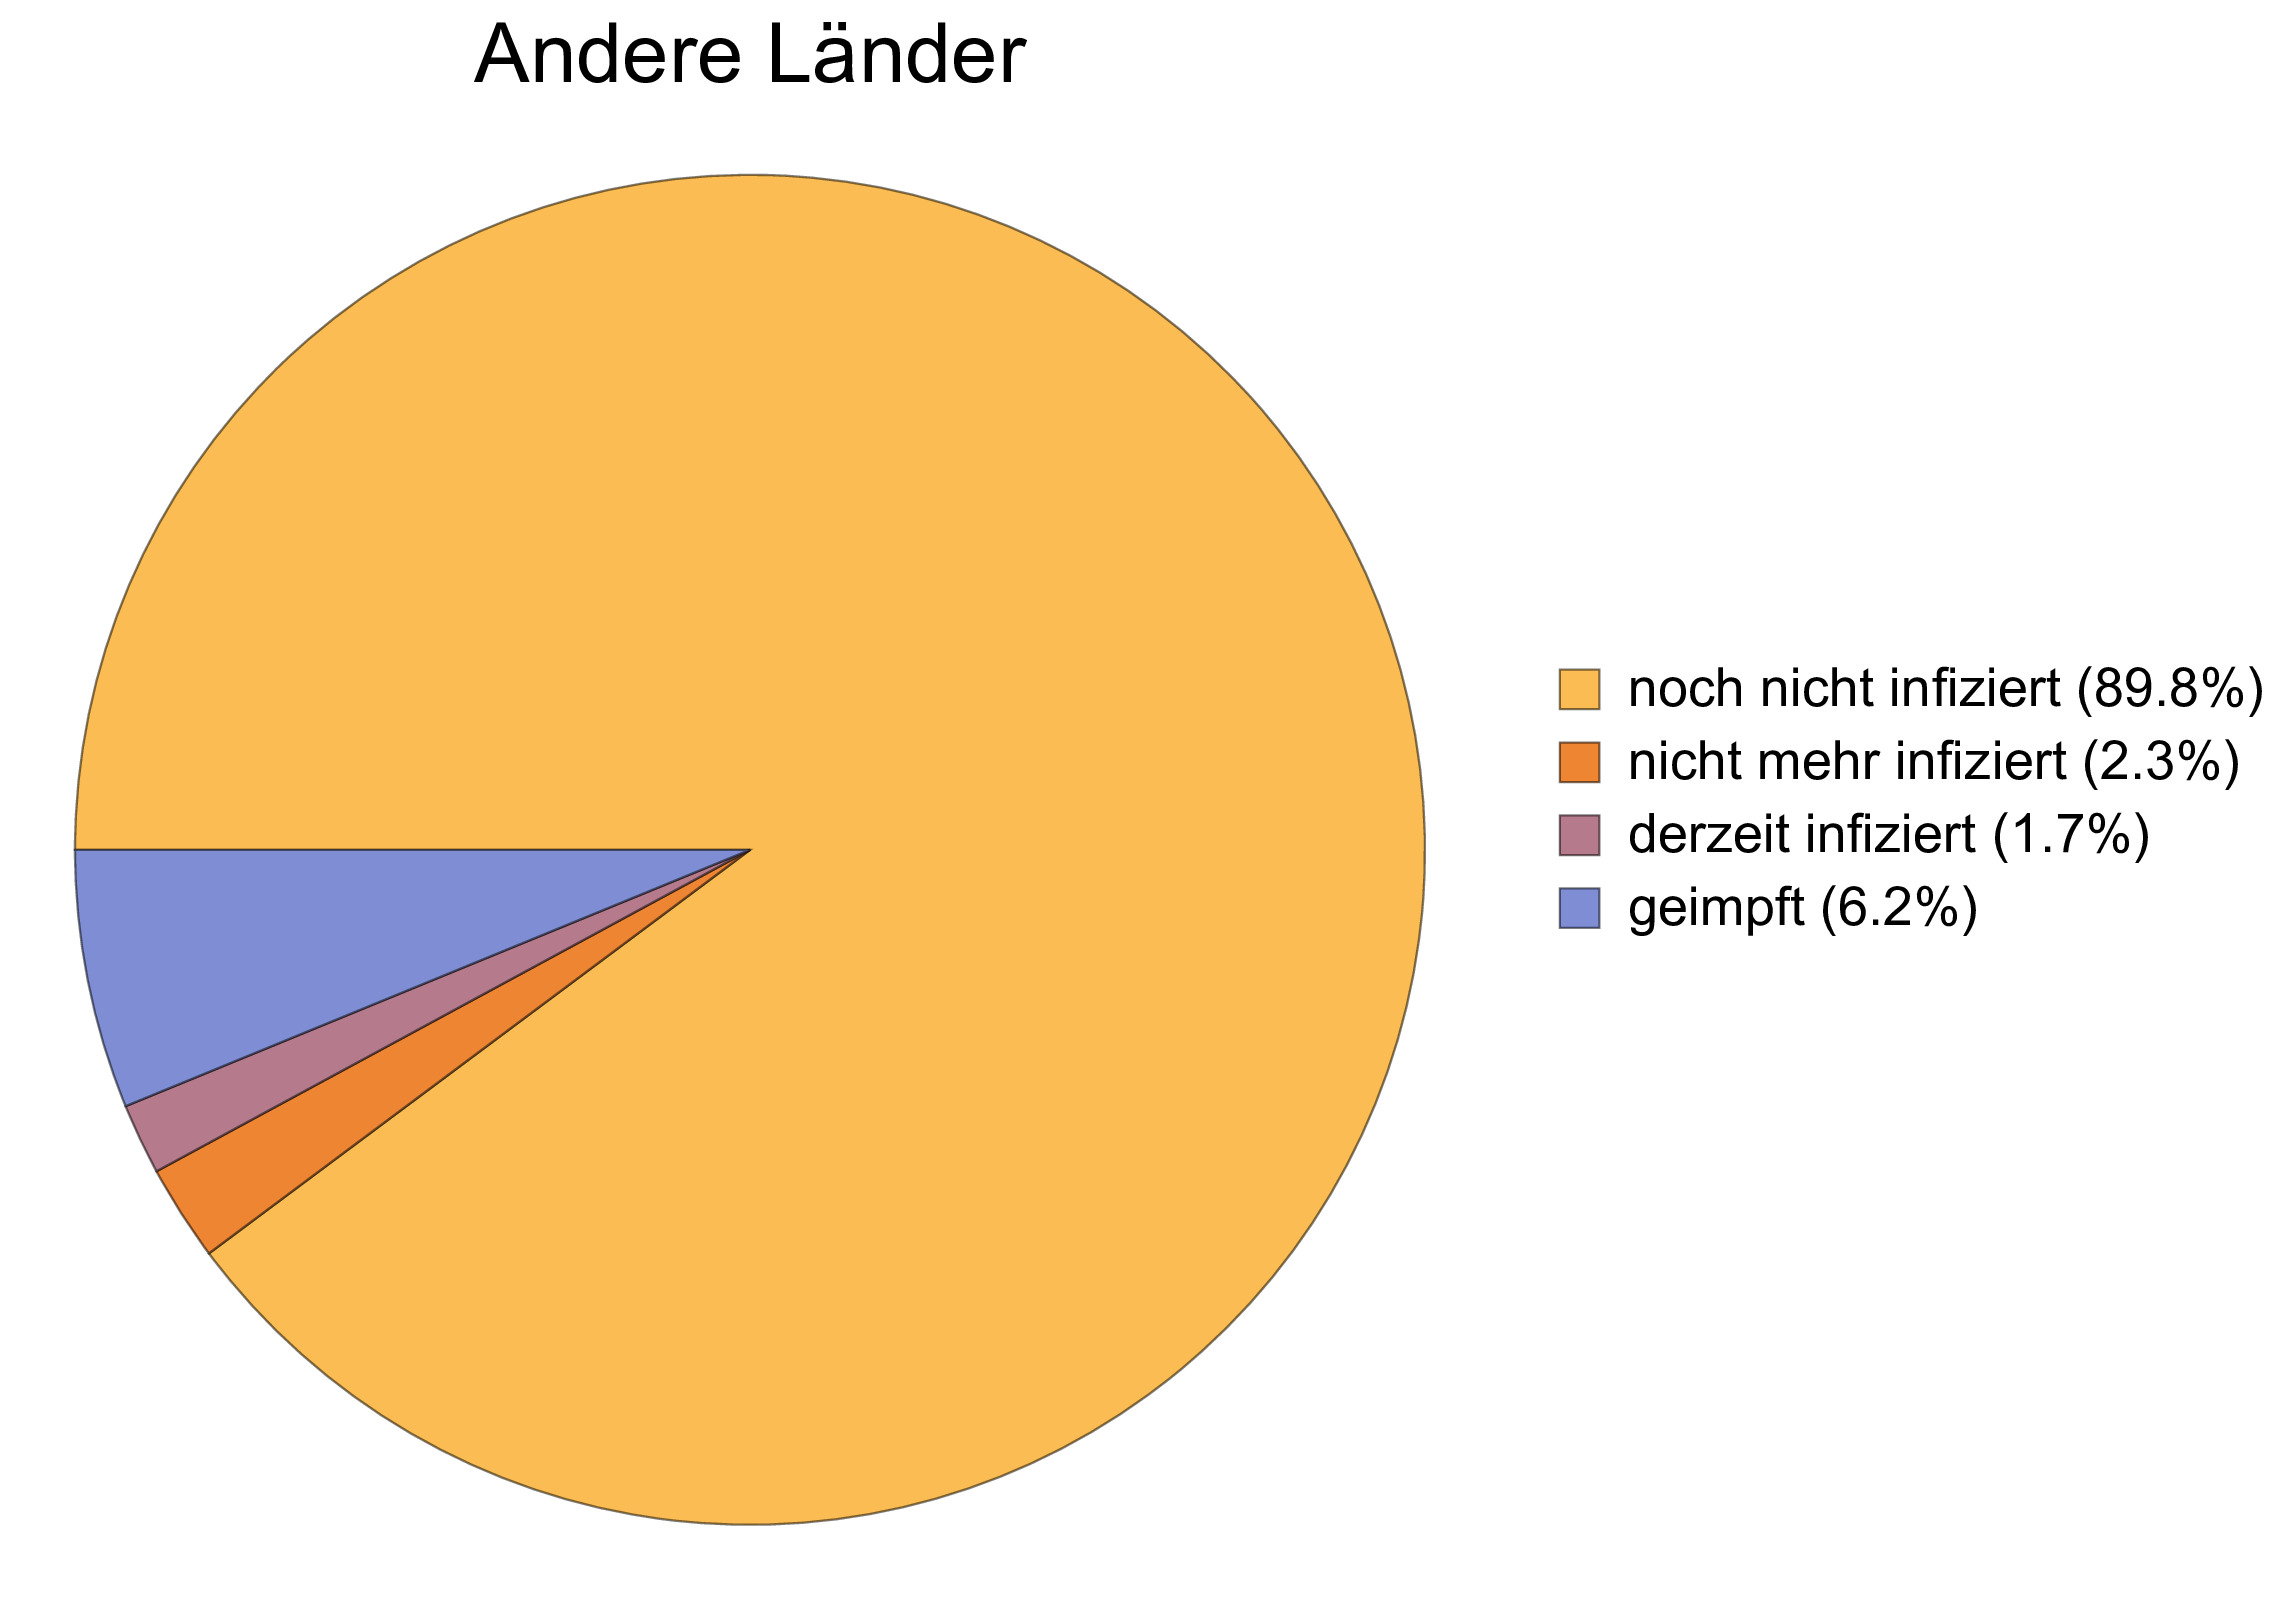 Andere Länder
noch nicht infiziert (89.8%)
nicht mehr infiziert (2.3%)
derzeit infiziert (1.7%)
geimpft (6.2%)